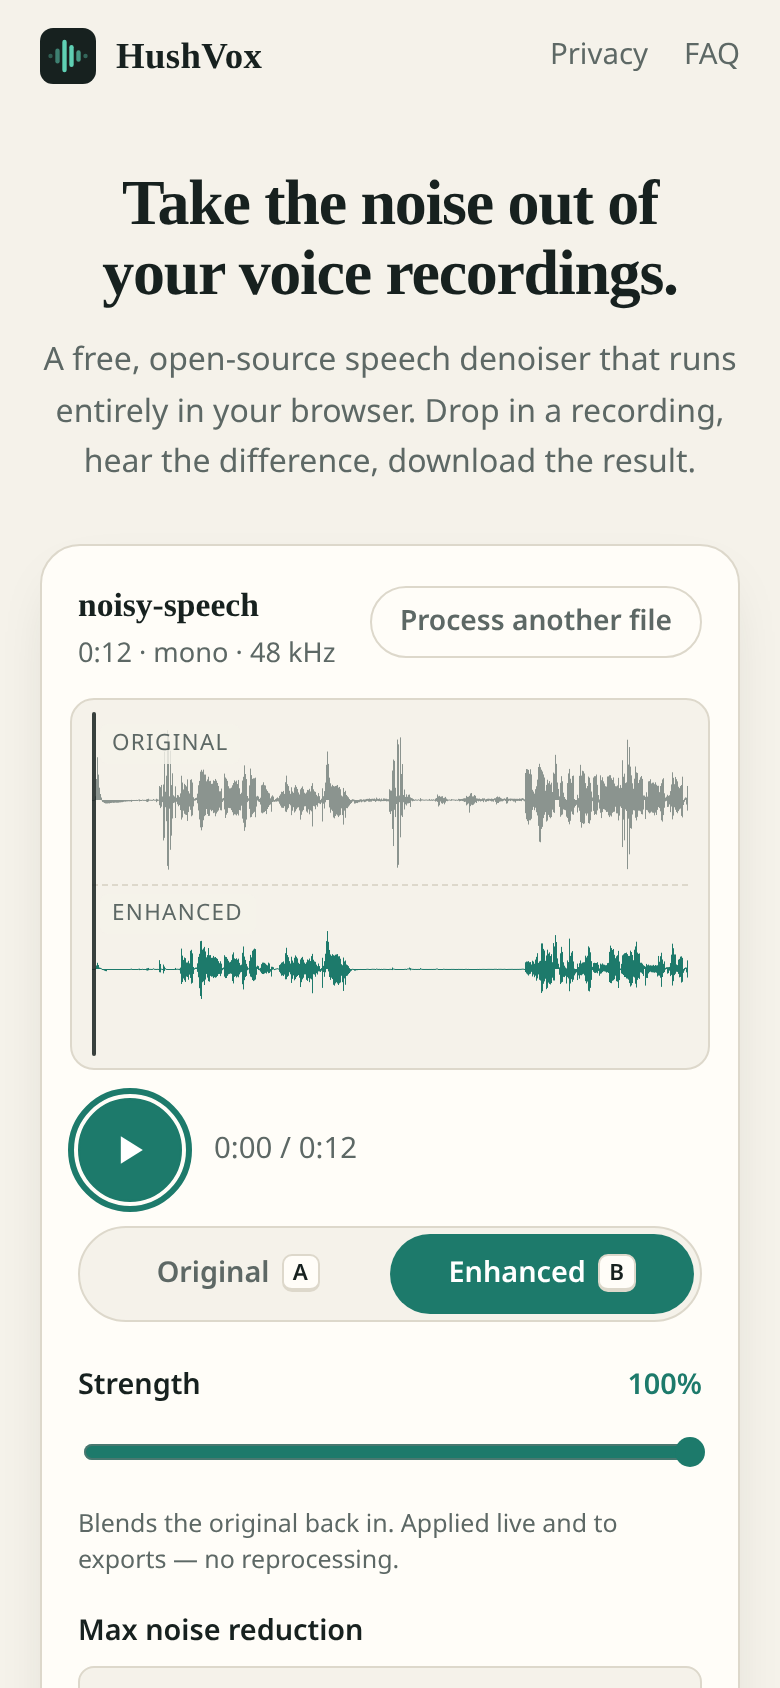 HushVox
Privacy FAQ
Take the noise out of
your voice recordings.
A free, open-source speech denoiser that runs
entirely in your browser. Drop in a recording,
hear the difference, download the result.
noisy-speech
0:12 · mono · 48 kHz
Process another file
ORIGINAL
ENHANCED
0:00 / 0:12
Original A
Enhanced B
Strength
100%
Blends the original back in. Applied live and to
exports — no reprocessing.
Max noise reduction